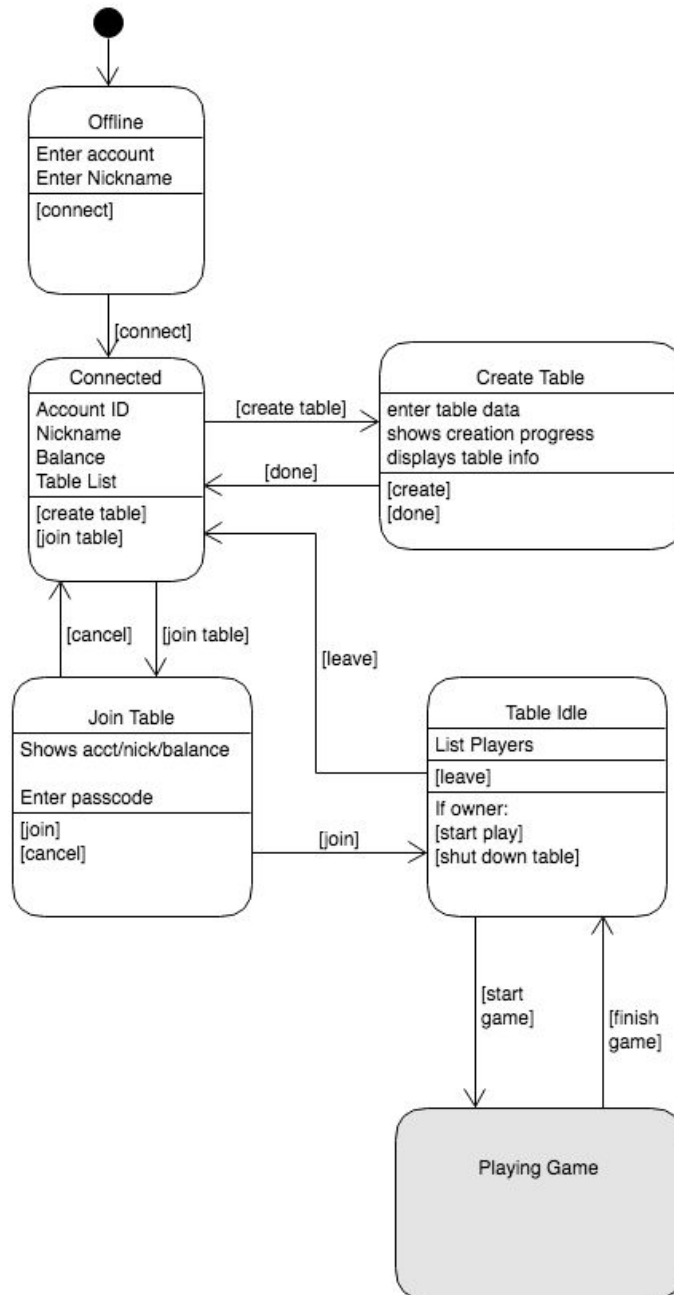 Offline
Enter account
Enter Nickname
[connect]
[connect]
Connected
Account ID
Nickname
Balance
Table List
[create table]
[join table]
[create table]
[done]
Create Table
enter table data
shows creation progress
displays table info
[create]
[done]
[cancel]
[join table]
[leave]
Join Table
Shows acct/nick/balance
Enter passcode
[join]
[cancel]
[join]
Table Idle
List Players
[leave]
If owner:
[start play]
[shut down table]
[start
game]
[finish
game]
Playing Game